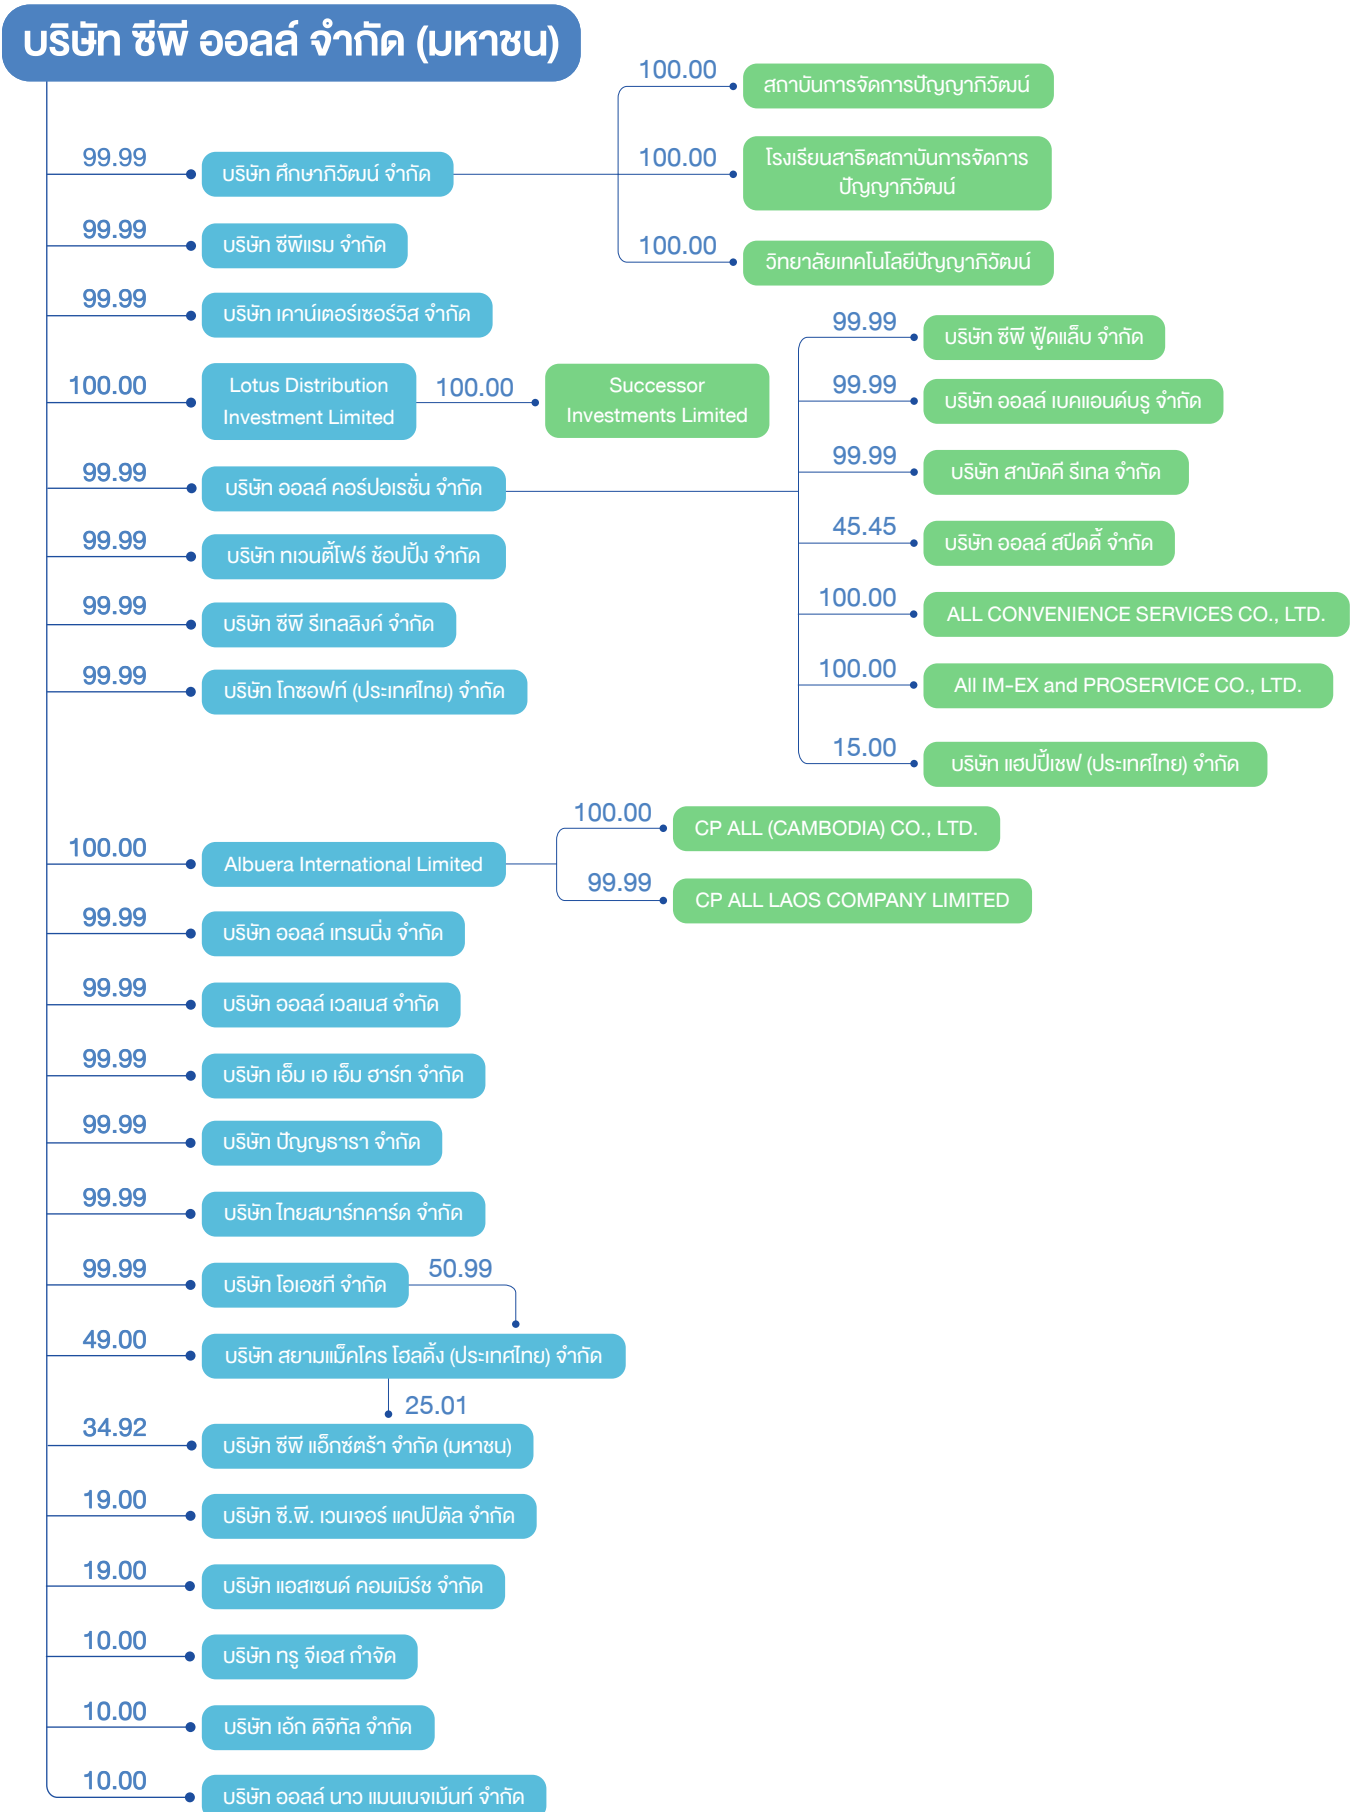 บริษัท ซีพี ออลล์ จำกัด (มหาชน)
100.00
สถาบันการจัดการปัญญาภิวัฒน์
99.99
บริษัท ศึกษาภิวัฒน์ จำกัด
100.00
โรงเรียนสาธิตสถาบันการจัดการ
ปัญญาภิวัฒน์
99.99
บริษัท ซีพีแรม จำกัด
100.00
วิทยาลัยเทคโนโลยีปัญญาภิวัฒน์
99.99
บริษัท เคาน์เตอร์เซอร์วิส จำกัด
99.99
บริษัท ซีพี ฟู้ดแล็บ จำกัด
100.00
Lotus Distribution
Investment Limited
100.00
Successor
Investments Limited
99.99
บริษัท ออลล์ เบคแอนด์บรู จำกัด
99.99
บริษัท ออลล์ คอร์ปอเรชั่น จำกัด
99.99
บริษัท สามัคคี รีเทล จำกัด
99.99
บริษัท ทเวนตี้โฟร์ ช้อปปิ้ง จำกัด
45.45
บริษัท ออลล์ สปีดดี้ จำกัด
99.99
บริษัท ซีพี รีเทลลิงค์ จำกัด
100.00
ALL CONVENIENCE SERVICES CO., LTD.
99.99
บริษัท โกซอฟท์ (ประเทศไทย) จำกัด
100.00
All IM-EX and PROSERVICE CO., LTD.
15.00
บริษัท แฮปปี้เชฟ (ประเทศไทย) จำกัด
100.00
Albuera International Limited
100.00
CP ALL (CAMBODIA) CO., LTD.
99.99
CP ALL LAOS COMPANY LIMITED
99.99
บริษัท ออลล์ เทรนนิ่ง จำกัด
99.99
บริษัท ออลล์ เวลเนส จำกัด
99.99
บริษัท เอ็ม เอ เอ็ม ฮาร์ท จำกัด
99.99
บริษัท ปัญญธารา จำกัด
99.99
บริษัท ไทยสมาร์ทคาร์ด จำกัด
99.99
บริษัท โอเอชที จำกัด
50.99
49.00
บริษัท สยามแม็คโคร โฮลดิ้ง (ประเทศไทย) จำกัด
25.01
34.92
บริษัท ซีพี แอ็กซ์ตร้า จำกัด (มหาชน)
19.00
บริษัท ซี.พี. เวนเจอร์ แคปปิตัล จำกัด
19.00
บริษัท แอสเซนด์ คอมเมิร์ซ จำกัด
10.00
บริษัท ทรู จีเอส กำจัด
10.00
บริษัท เอ้ก ดิจิทัล จำกัด
10.00
บริษัท ออลล์ นาว แมนเนจเม้นท์ จำกัด